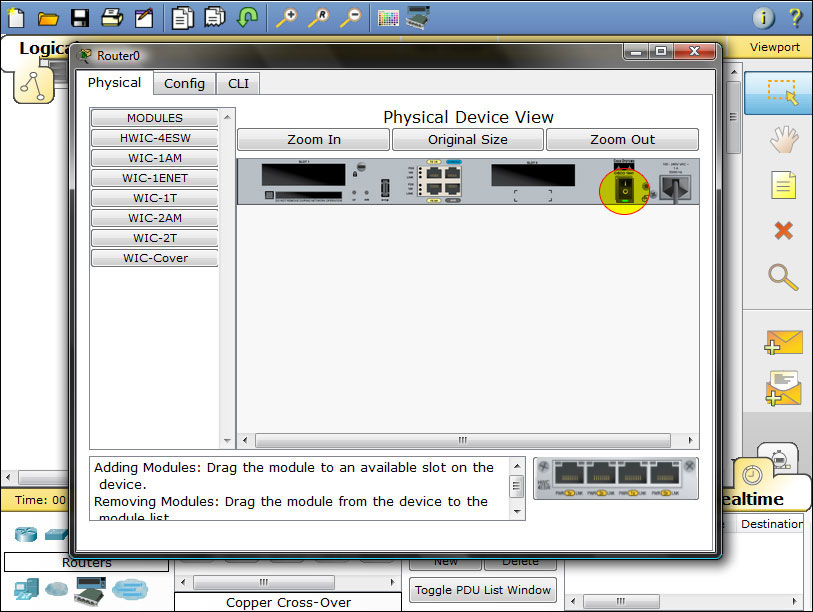 Logica
Viewport
Router0
Physical
Config
CLI
MODULES
HWIC-4ESW
WIC-1AM
WIC-1ENET
WIC-1T
WIC-2AM
WIC-2T
WIC-Cover
Physical Device View
Zoom In
Original Size
Zoom Out
Adding Modules: Drag the module to an available slot on the
device.
Removing Modules: Drag the module from the device to the
module list
Time: 00
Realtime
Destination
Routers
New
Delete
Toggle PDU List Window
Copper Cross-Over